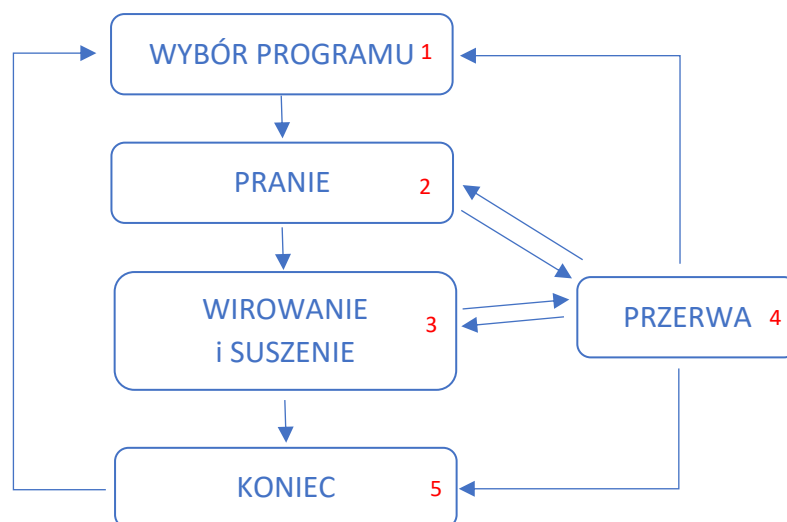 WYBÓR PROGRAMU 1
PRANIE 2
WIROWANIE
i SUSZENIE 3
PRZERWA 4
KONIEC 5